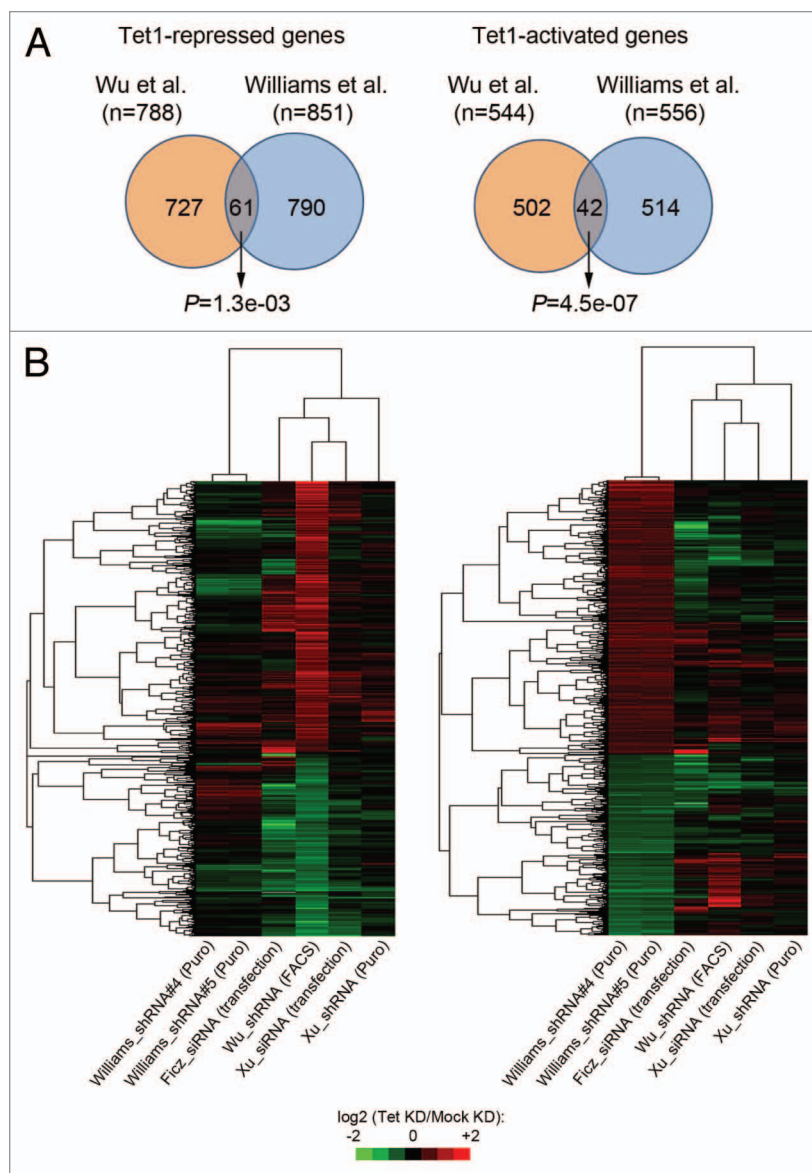 A
Tet1-repressed genes
Wu et al.
(n=788)
Williams et al.
(n=851)
727
61
790
P=1.3e-03
Tet1-activated genes
Wu et al.
(n=544)
Williams et al.
(n=556)
502
42
514
P=4.5e-07
B
Williams_shRNA#4 (Puro)
Williams_shRNA#5 (Puro)
Ficz_siRNA (transfection)
Wu_shRNA (FACS)
Xu_siRNA (transfection)
Xu_shRNA (Puro)
Williams_shRNA#4 (Puro)
Williams_shRNA#5 (Puro)
Ficz_siRNA (transfection)
Wu_shRNA (FACS)
Xu_siRNA (transfection)
Xu_shRNA (Puro)
log2 (Tet KD/Mock KD):
-2 0 +2